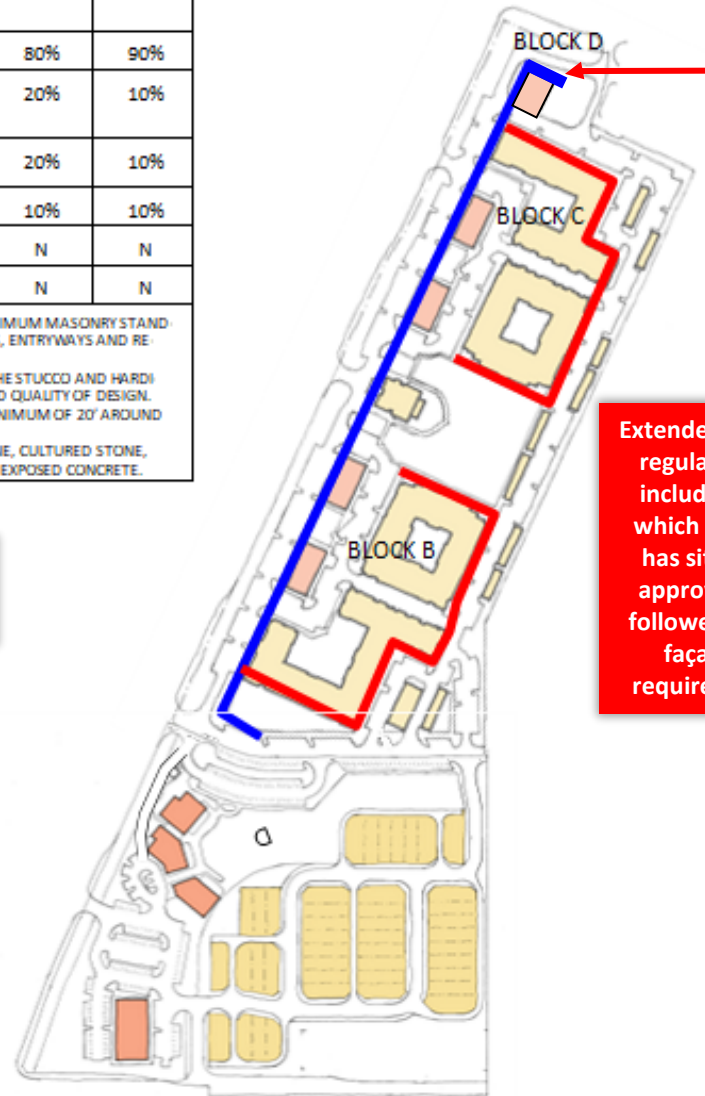 80% 90%
20% 10%
20% 10%
10% 10%
N N
N N
IMUM MASONRY STAND-
, ENTRYWAYS AND RE-
HE STUCCO AND HARDI-
D QUALITY OF DESIGN.
NIMUM OF 20' AROUND
NE, CULTURED STONE,
EXPOSED CONCRETE.
BLOCK D
BLOCK C
BLOCK B
Extende
regula
includ
which
has sit
approv
followe
faça
require
D